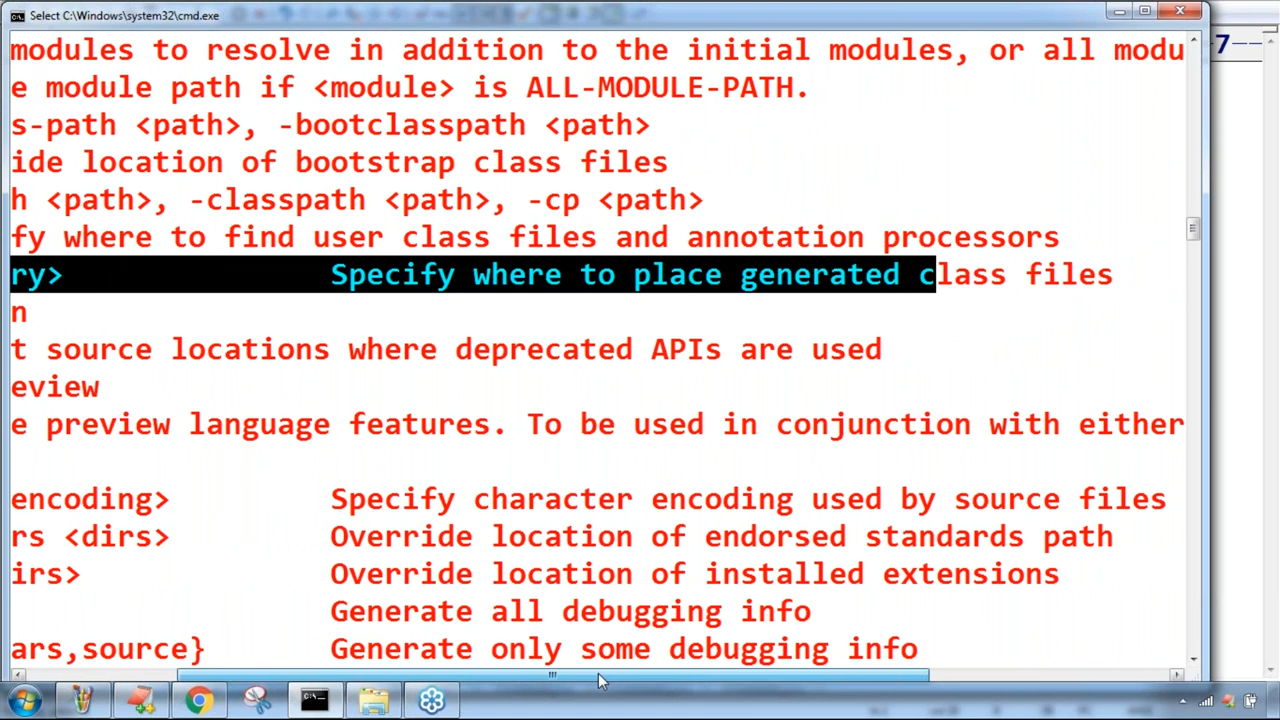 Select C:\Windows\system32\cmd.exe
modules to resolve in addition to the initial modules, or all modu
e module path if <module> is ALL-MODULE-PATH.
s-path <path>, -bootclasspath <path>
ide location of bootstrap class files
h <path>, -classpath <path>, -cp <path>
fy where to find user class files and annotation processors
ry> Specify where to place generated class files
n
t source locations where deprecated APIs are used
eview
e preview language features. To be used in conjunction with either
encoding> Specify character encoding used by source files
rs <dirs> Override location of endorsed standards path
irs> Override location of installed extensions
Generate all debugging info
ars,source} Generate only some debugging info
7